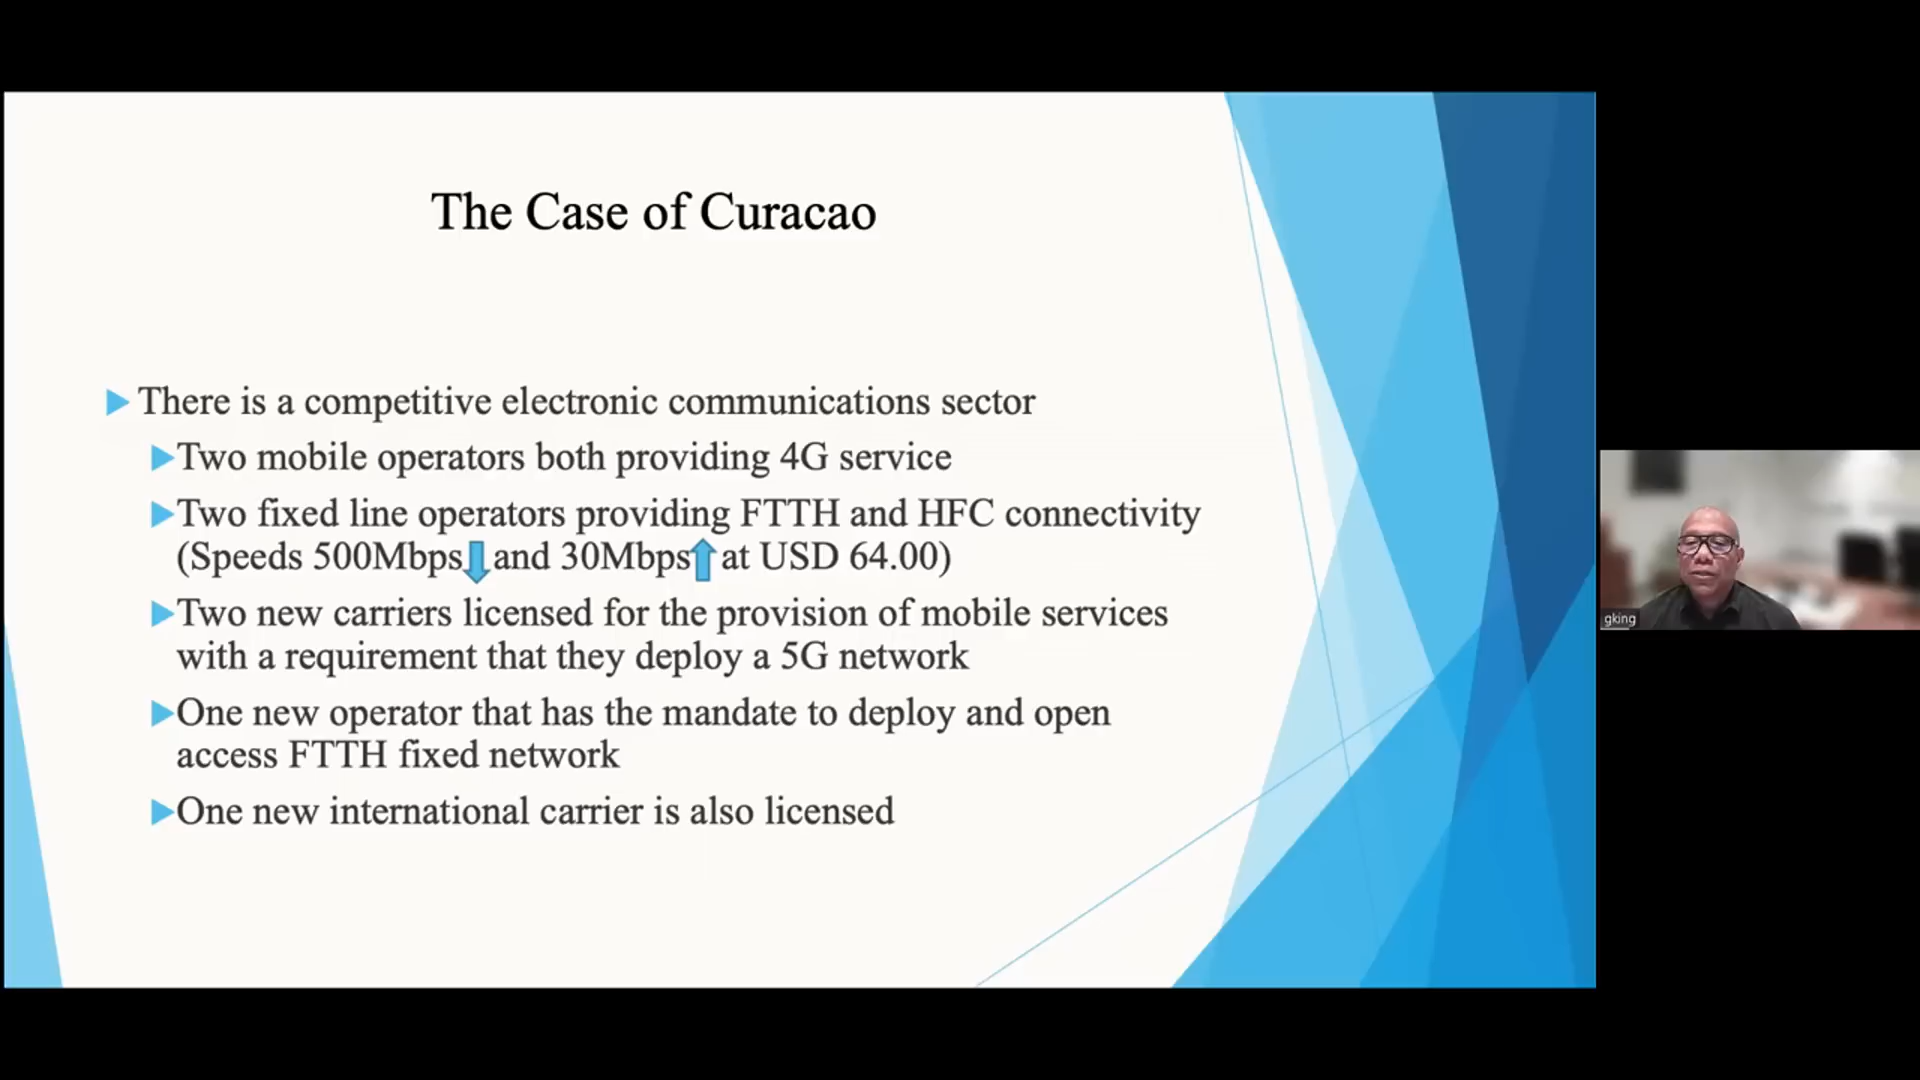 The Case of Curacao
There is a competitive electronic communications sector
Two mobile operators both providing 4G service
Two fixed line operators providing FTTH and HFC connectivity
(Speeds 500Mbps and 30Mbps at USD 64.00)
Two new carriers licensed for the provision of mobile services
with a requirement that they deploy a 5G network
One new operator that has the mandate to deploy and open
access FTTH fixed network
One new international carrier is also licensed
gking